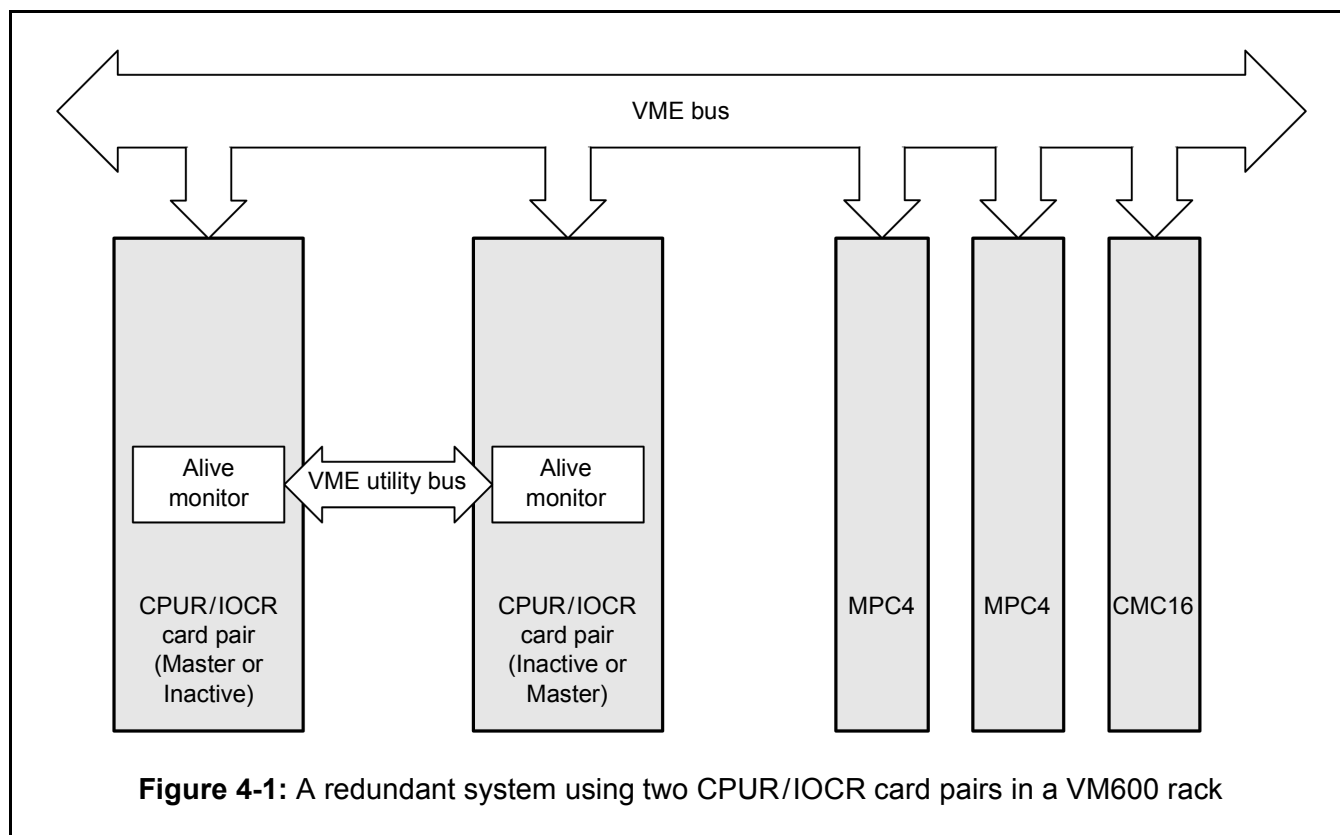 VME bus
Alive
monitor
VME utility bus
Alive
monitor
CPUR/IOCR
card pair
(Master or
Inactive)
CPUR/IOCR
card pair
(Inactive or
Master)
MPC4
MPC4
CMC16
Figure 4-1: A redundant system using two CPUR/IOCR card pairs in a VM600 rack